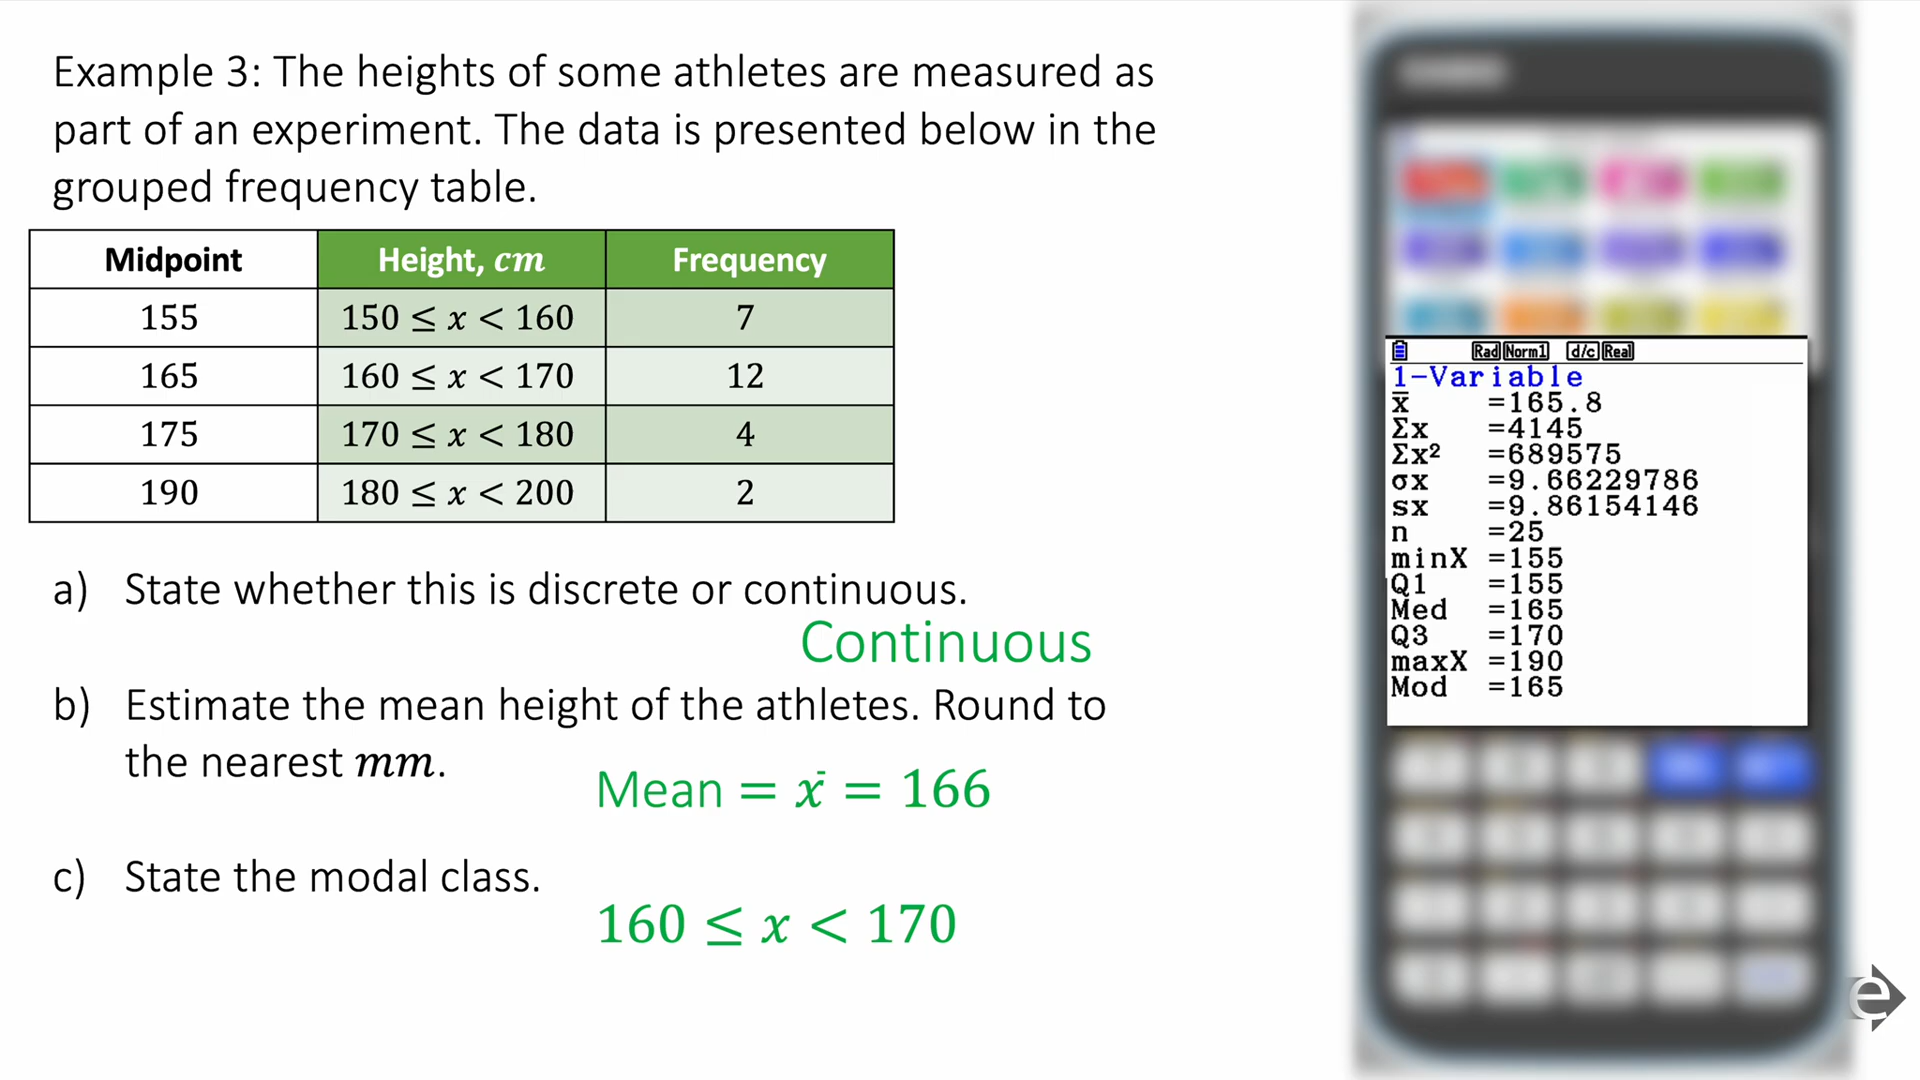 Example 3: The heights of some athletes are measured as
part of an experiment. The data is presented below in the
grouped frequency table.
Midpoint Height, cm Frequency
155 150 ≤ x < 160 7
165 160 ≤ x < 170 12
175 170 ≤ x < 180 4
190 180 ≤ x < 200 2
a) State whether this is discrete or continuous.
Continuous
b) Estimate the mean height of the athletes. Round to
the nearest mm.
Mean = x̄ = 166
c) State the modal class.
160 ≤ x < 170
Rad Norm1 d/c Real
1-Variable
x̄ =165.8
Σx =4145
Σx² =689575
σx =9.66229786
sx =9.86154146
n =25
minX =155
Q1 =155
Med =165
Q3 =170
maxX =190
Mod =165
e